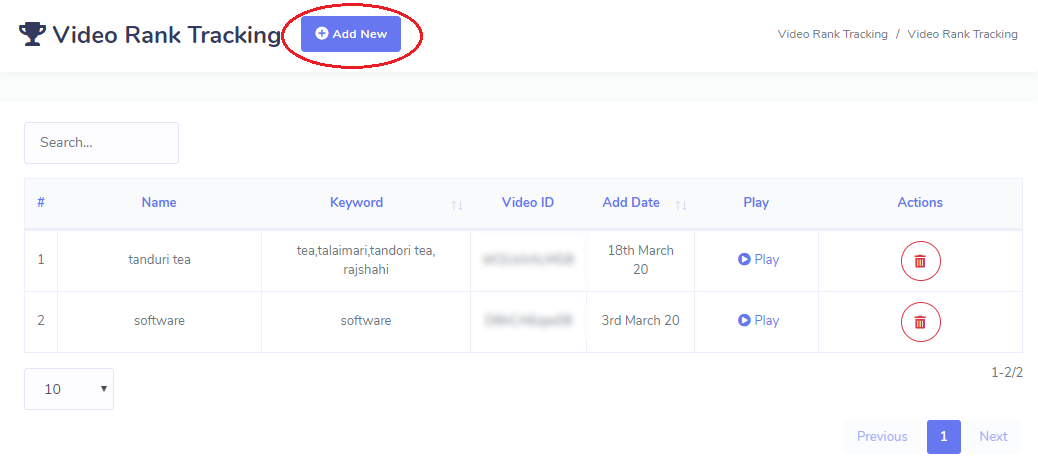 Video Rank Tracking
Add New
Video Rank Tracking / Video Rank Tracking
Search...
# Name Keyword Video ID Add Date Play Actions
1 tanduri tea tea,talaimari,tandori tea, rajshahi 18th March 20 Play
2 software software 3rd March 20 Play
10
1-2/2
Previous 1 Next